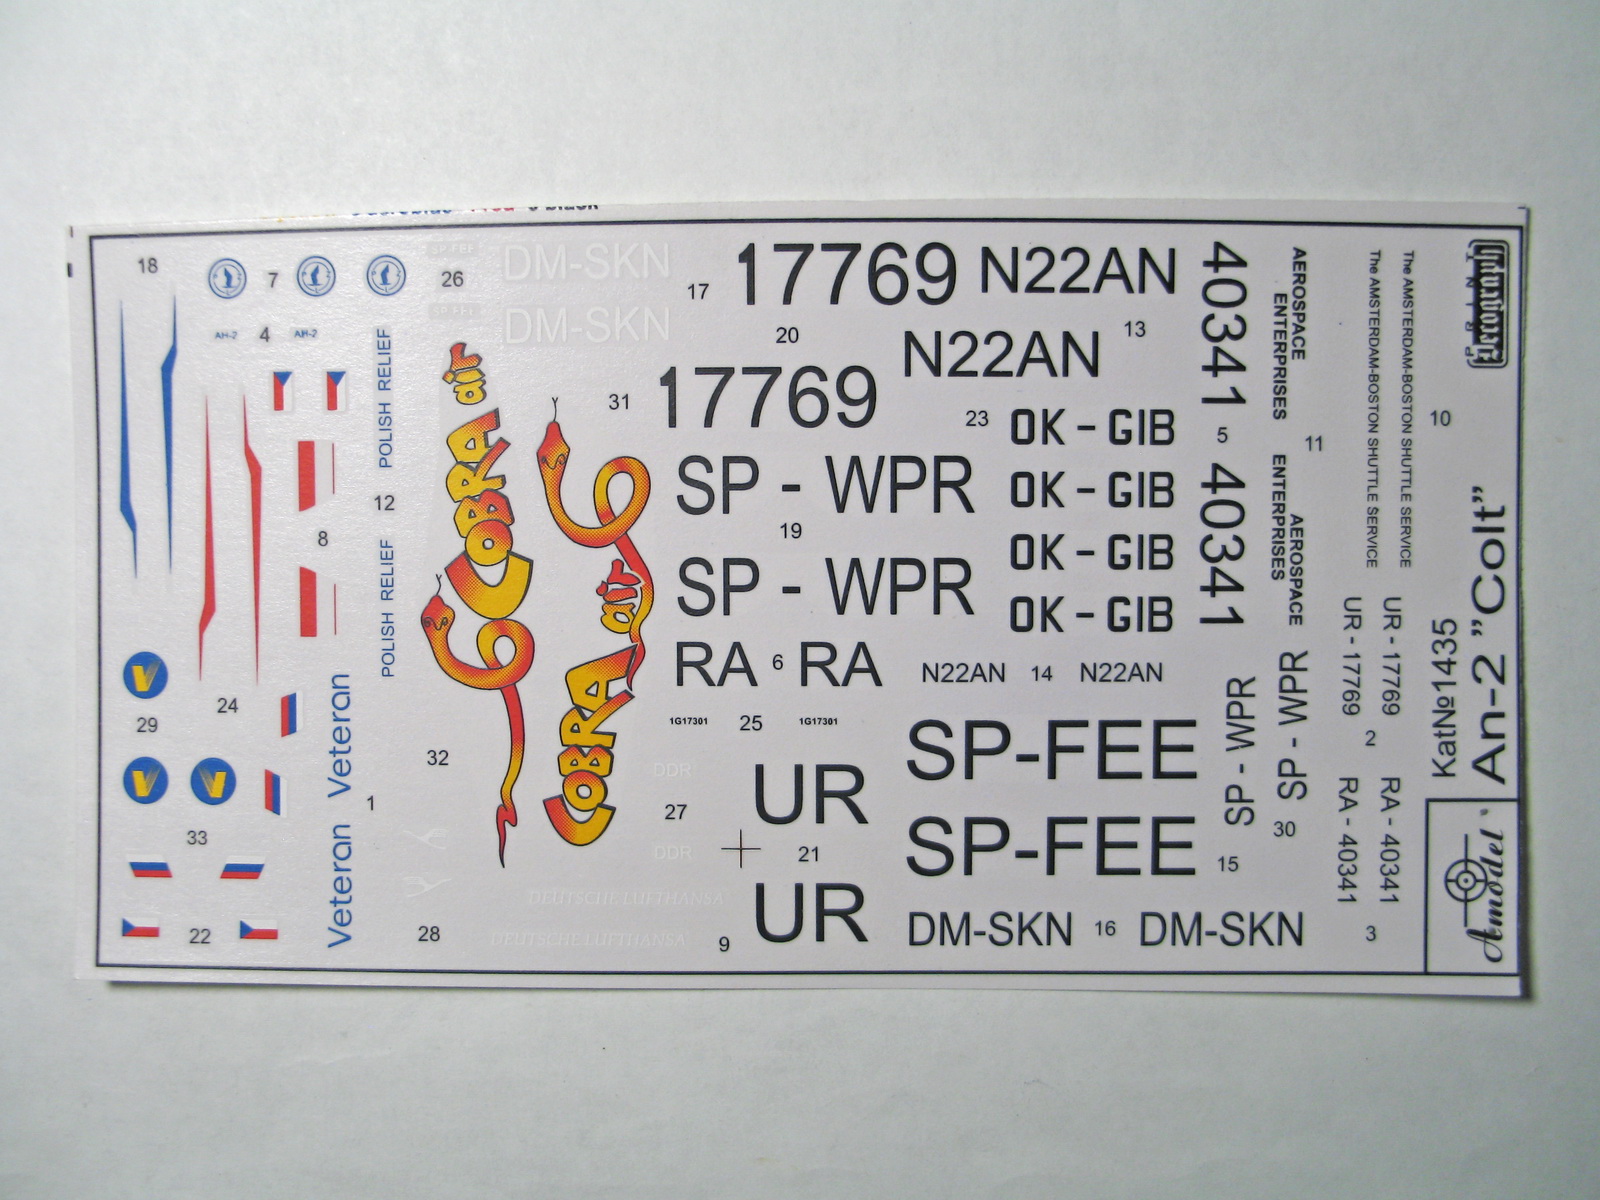 18
7
26
SP-FEE
DM-SKN
17
17769
N22AN
40341
AEROSPACE
ENTERPRISES
The AMSTERDAM-BOSTON SHUTTLE SERVICE
The AMSTERDAM-BOSTON SHUTTLE SERVICE
АН-2
4
АН-2
SP-FEE
DM-SKN
20
N22AN
13
POLISH RELIEF
31
17769
23
OK - GIB
5
11
10
12
8
COBRA air
SP - WPR
OK - GIB
40341
ENTERPRISES
AEROSPACE
19
OK - GIB
POLISH RELIEF
COBRA air
SP - WPR
OK - GIB
RA
6
RA
N22AN
14
N22AN
SP - WPR
SP - WPR
UR - 17769
UR - 17769
2
KatNo1435
An-2 "Colt"
V
29
24
Veteran
Veteran
1G17301
25
1G17301
SP-FEE
32
V
V
1
DDR
27
UR
30
RA - 40341
RA - 40341
33
DDR
21
SP-FEE
15
DEUTSCHE LUFTHANSA
22
28
DEUTSCHE LUFTHANSA
9
UR
DM-SKN
16
DM-SKN
3
Amodel